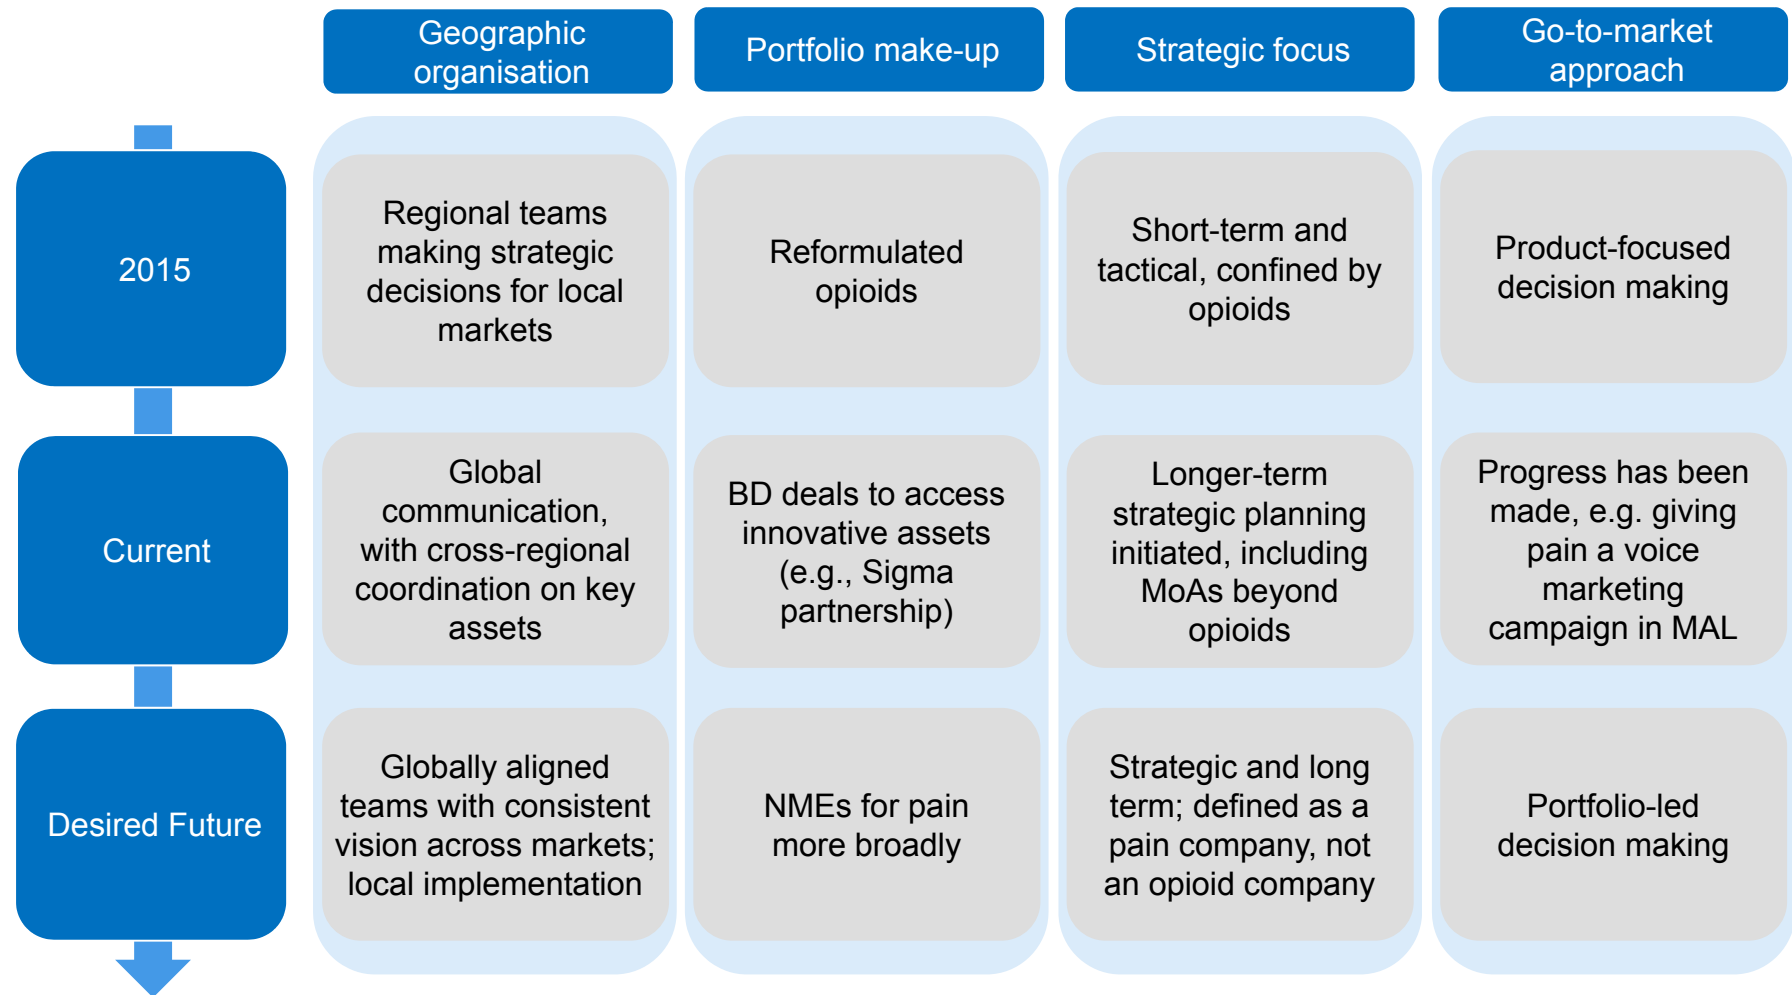 Geographic
organisation
Portfolio make-up
Strategic focus
Go-to-market
approach
2015
Regional teams
making strategic
decisions for local
markets
Reformulated
opioids
Short-term and
tactical, confined by
opioids
Product-focused
decision making
Current
Global
communication,
with cross-regional
coordination on key
assets
BD deals to access
innovative assets
(e.g., Sigma
partnership)
Longer-term
strategic planning
initiated, including
MoAs beyond
opioids
Progress has been
made, e.g. giving
pain a voice
marketing
campaign in MAL
Desired Future
Globally aligned
teams with consistent
vision across markets;
local implementation
NMEs for pain
more broadly
Strategic and long
term; defined as a
pain company, not
an opioid company
Portfolio-led
decision making